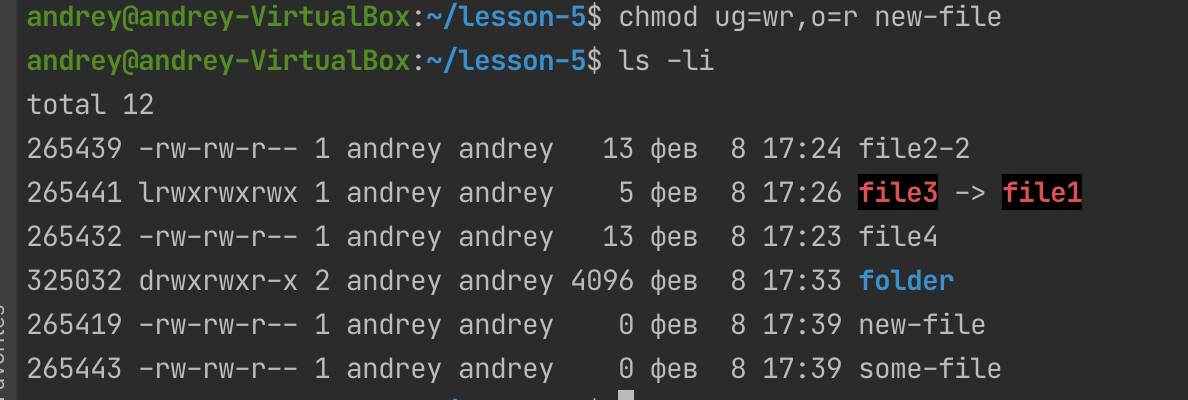 andrey@andrey-VirtualBox:~/lesson-5$ chmod ug=wr,o=r new-file
andrey@andrey-VirtualBox:~/lesson-5$ ls -li
total 12
265439 -rw-rw-r-- 1 andrey andrey   13 фев  8 17:24 file2-2
265441 lrwxrwxrwx 1 andrey andrey    5 фев  8 17:26 file3 -> file1
265432 -rw-rw-r-- 1 andrey andrey   13 фев  8 17:23 file4
325032 drwxrwxr-x 2 andrey andrey 4096 фев  8 17:33 folder
265419 -rw-rw-r-- 1 andrey andrey    0 фев  8 17:39 new-file
265443 -rw-rw-r-- 1 andrey andrey    0 фев  8 17:39 some-file